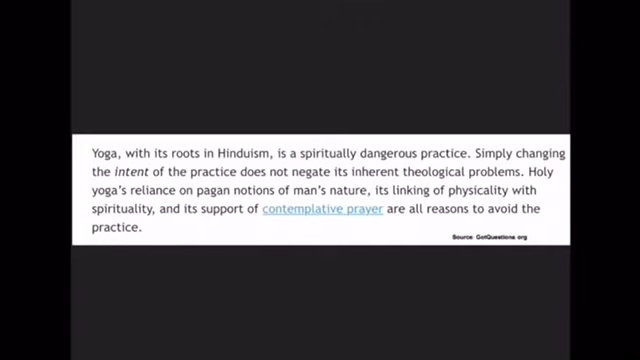 Yoga, with its roots in Hinduism, is a spiritually dangerous practice. Simply changing
the intent of the practice does not negate its inherent theological problems. Holy
yoga's reliance on pagan notions of man's nature, its linking of physicality with
spirituality, and its support of contemplative prayer are all reasons to avoid the
practice.
Source: GotQuestions.org